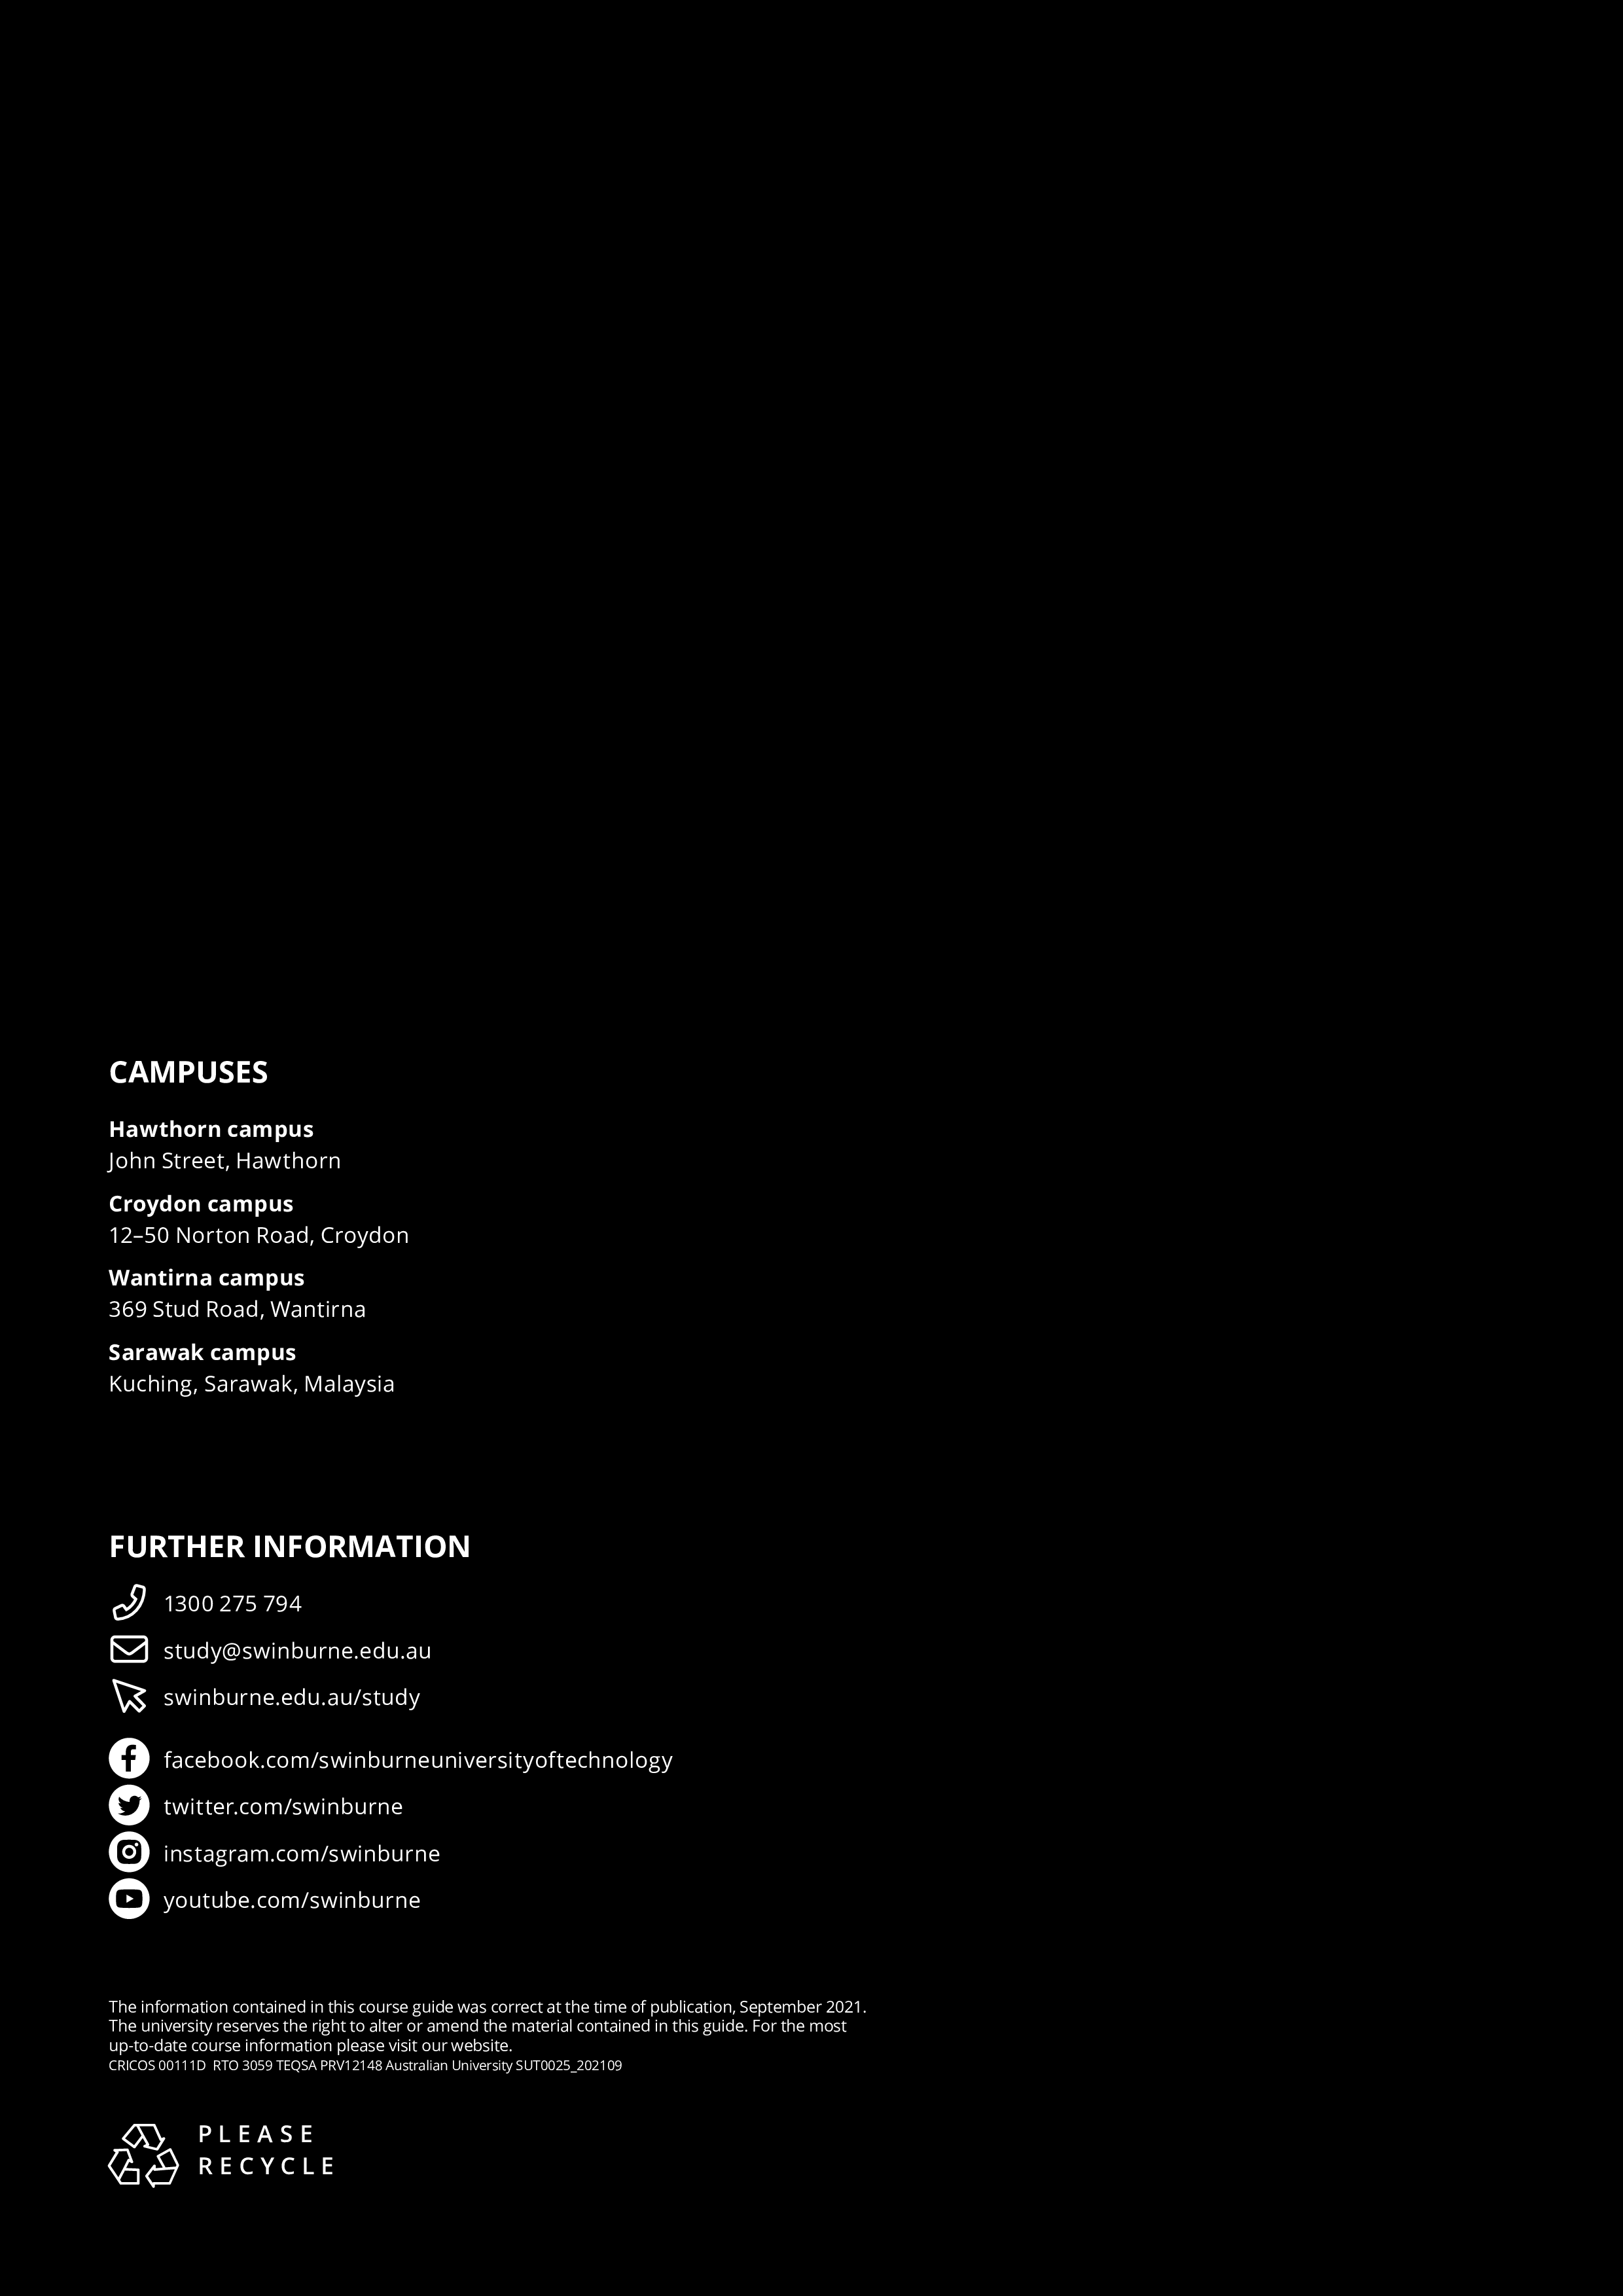 CAMPUSES
Hawthorn campus
John Street, Hawthorn
Croydon campus
12–50 Norton Road, Croydon
Wantirna campus
369 Stud Road, Wantirna
Sarawak campus
Kuching, Sarawak, Malaysia
FURTHER INFORMATION
1300 275 794
study@swinburne.edu.au
swinburne.edu.au/study
facebook.com/swinburneuniversityoftechnology
twitter.com/swinburne
instagram.com/swinburne
youtube.com/swinburne
The information contained in this course guide was correct at the time of publication, September 2021.
The university reserves the right to alter or amend the material contained in this guide. For the most
up-to-date course information please visit our website.
CRICOS 00111D  RTO 3059 TEQSA PRV12148 Australian University SUT0025_202109
PLEASE
RECYCLE